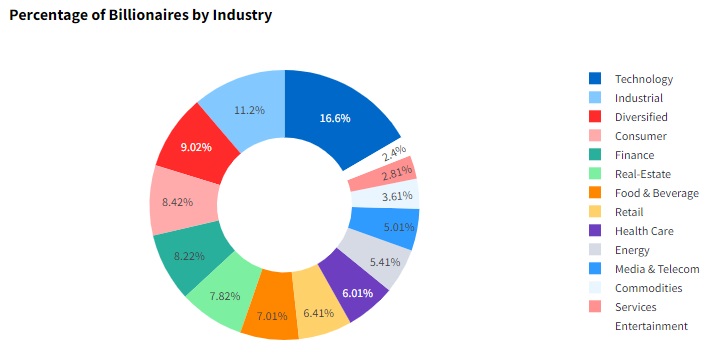 Percentage of Billionaires by Industry
16.6%
11.2%
9.02%
8.42%
8.22%
7.82%
7.01%
6.41%
6.01%
5.41%
5.01%
3.61%
2.81%
2.4%
Technology
Industrial
Diversified
Consumer
Finance
Real-Estate
Food & Beverage
Retail
Health Care
Energy
Media & Telecom
Commodities
Services
Entertainment